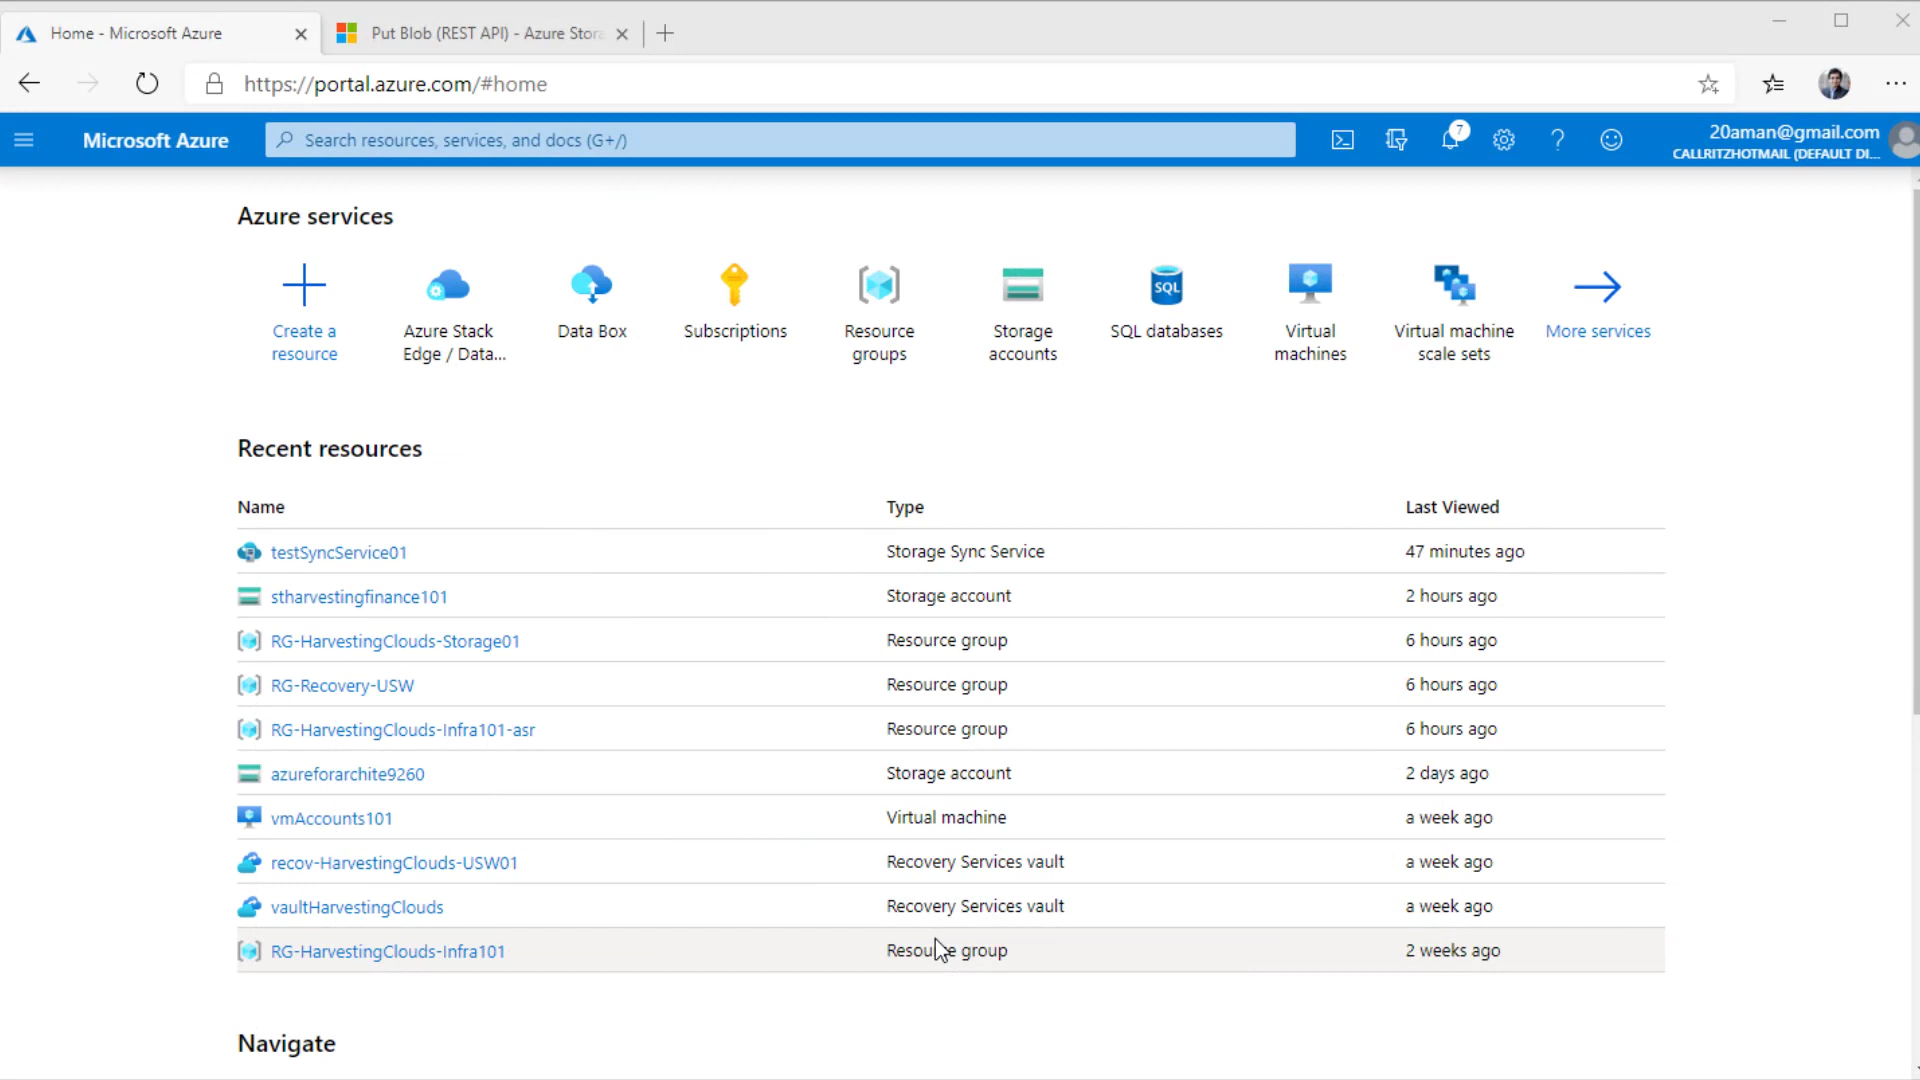 Home - Microsoft Azure
Put Blob (REST API) - Azure Stor
https://portal.azure.com/#home
Microsoft Azure
Search resources, services, and docs (G+/)
7
20aman@gmail.com
CALLRITZHOTMAIL (DEFAULT DI...
Azure services
Create a resource
Azure Stack Edge / Data...
Data Box
Subscriptions
Resource groups
Storage accounts
SQL
SQL databases
Virtual machines
Virtual machine scale sets
More services
Recent resources
Name Type Last Viewed
testSyncService01 Storage Sync Service 47 minutes ago
stharvestingfinance101 Storage account 2 hours ago
RG-HarvestingClouds-Storage01 Resource group 6 hours ago
RG-Recovery-USW Resource group 6 hours ago
RG-HarvestingClouds-Infra101-asr Resource group 6 hours ago
azureforarchite9260 Storage account 2 days ago
vmAccounts101 Virtual machine a week ago
recov-HarvestingClouds-USW01 Recovery Services vault a week ago
vaultHarvestingClouds Recovery Services vault a week ago
RG-HarvestingClouds-Infra101 Resource group 2 weeks ago
Navigate